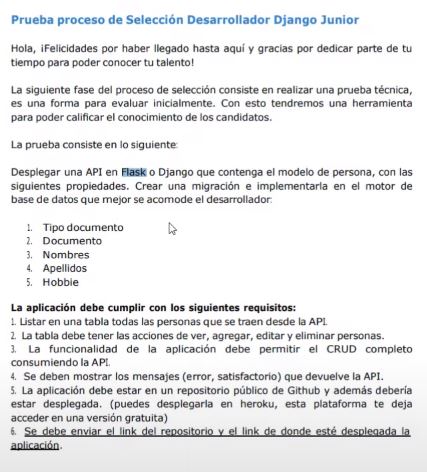 Prueba proceso de Selección Desarrollador Django Junior
Hola, ¡Felicidades por haber llegado hasta aquí y gracias por dedicar parte de tu
tiempo para poder conocer tu talento!
La siguiente fase del proceso de selección consiste en realizar una prueba técnica,
es una forma para evaluar inicialmente. Con esto tendremos una herramienta
para poder calificar el conocimiento de los candidatos.
La prueba consiste en lo siguiente:
Desplegar una API en Flask o Django que contenga el modelo de persona, con las
siguientes propiedades. Crear una migración e implementarla en el motor de
base de datos que mejor se acomode el desarrollador:
1. Tipo documento
2. Documento
3. Nombres
4. Apellidos
5. Hobbie
La aplicación debe cumplir con los siguientes requisitos:
1. Listar en una tabla todas las personas que se traen desde la API.
2. La tabla debe tener las acciones de ver, agregar, editar y eliminar personas.
3. La funcionalidad de la aplicación debe permitir el CRUD completo
consumiendo la API.
4. Se deben mostrar los mensajes (error, satisfactorio) que devuelve la API.
5. La aplicación debe estar en un repositorio público de Github y además debería
estar desplegada. (puedes desplegarla en heroku, esta plataforma te deja
acceder en una versión gratuita)
6. Se debe enviar el link del repositorio y el link de donde esté desplegada la
aplicación.